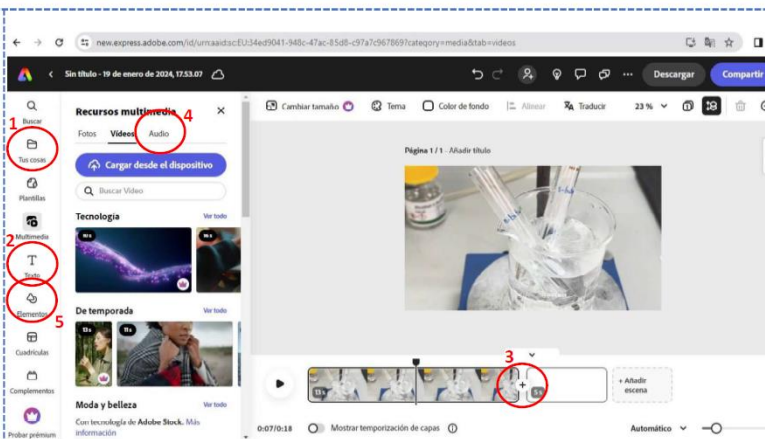 new.express.adobe.com/id/urn:aaid:sc:EU:34ed9041-948c-47ac-85d8-c97a7c967869?category=media&tab=videos
Sin título - 19 de enero de 2024, 17.53.07
Descargar
Compartir
Buscar
1
Tus cosas
Plantillas
Multimedia
2
Texto
Elementos
5
Cuadrículas
Complementos
Probar prémium
Recursos multimedia
4
Fotos Vídeos Audio
Cargar desde el dispositivo
Buscar Vídeo
Tecnología Ver todo
De temporada Ver todo
13s 11s
Moda y belleza Ver todo
Con tecnología de Adobe Stock. Más
información
Cambiar tamaño Tema Color de fondo Alinear Traducir 23 %
Página 1 / 1 - Añadir título
3
13 s
5 s
+ Añadir
escena
0:07/0:18 Mostrar temporización de capas Automático